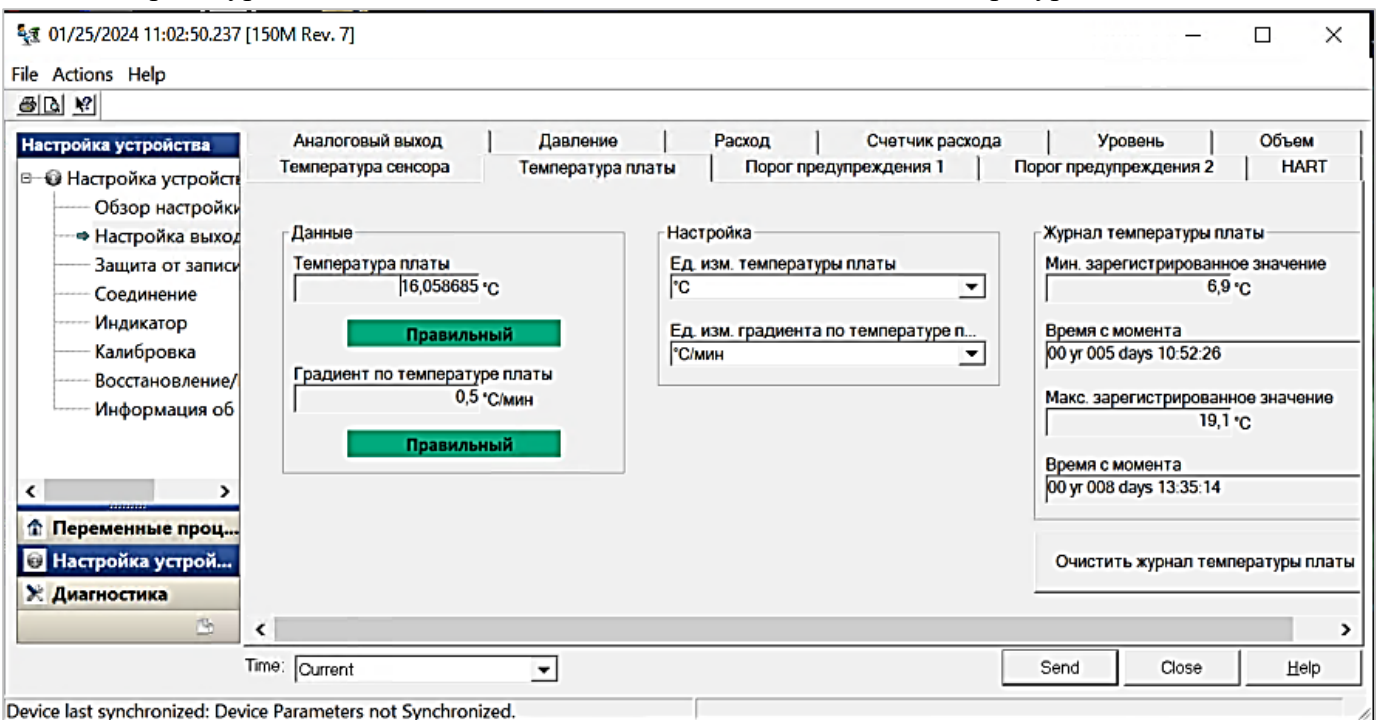 01/25/2024 11:02:50.237 [150M Rev. 7]
File Actions Help
Настройка устройства
Настройка устройств
Обзор настройки
Настройка выход
Защита от записи
Соединение
Индикатор
Калибровка
Восстановление/
Информация об
Переменные проц...
Настройка устрой...
Диагностика
Аналоговый выход Давление Расход Счетчик расхода Уровень Объем
Температура сенсора Температура платы Порог предупреждения 1 Порог предупреждения 2 HART
Данные
Температура платы
16,058685 °C
Правильный
Градиент по температуре платы
0,5 °C/мин
Правильный
Настройка
Ед. изм. температуры платы
°C
Ед. изм. градиента по температуре п...
°C/мин
Журнал температуры платы
Мин. зарегистрированное значение
6,9 °C
Время с момента
00 yr 005 days 10:52:26
Макс. зарегистрированное значение
19,1 °C
Время с момента
00 yr 008 days 13:35:14
Очистить журнал температуры платы
Time: Current
Send Close Help
Device last synchronized: Device Parameters not Synchronized.